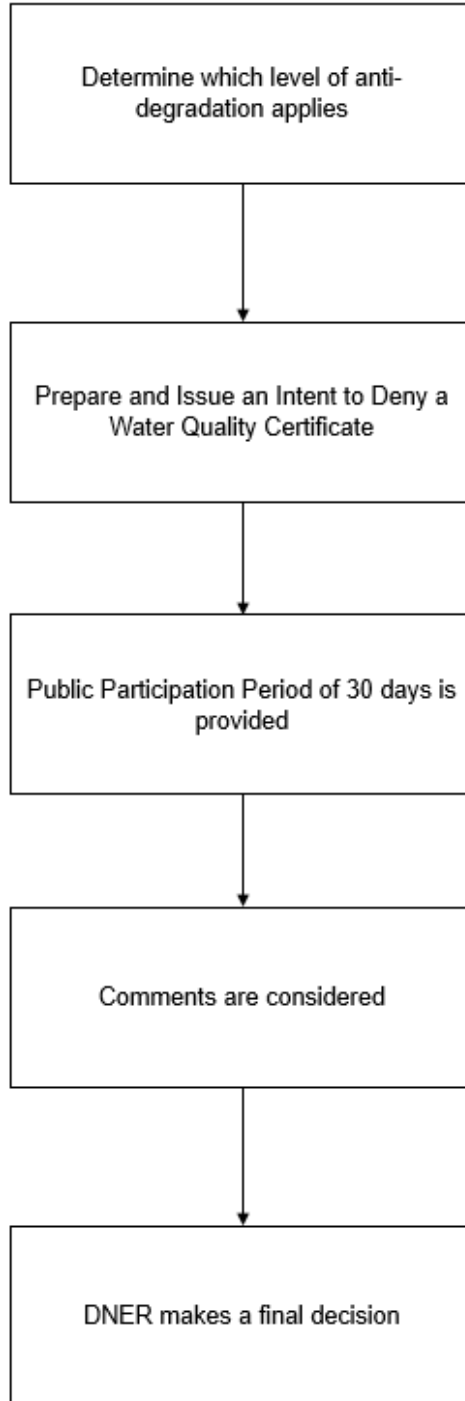 Determine which level of anti-
degradation applies
Prepare and Issue an Intent to Deny a
Water Quality Certificate
Public Participation Period of 30 days is
provided
Comments are considered
DNER makes a final decision